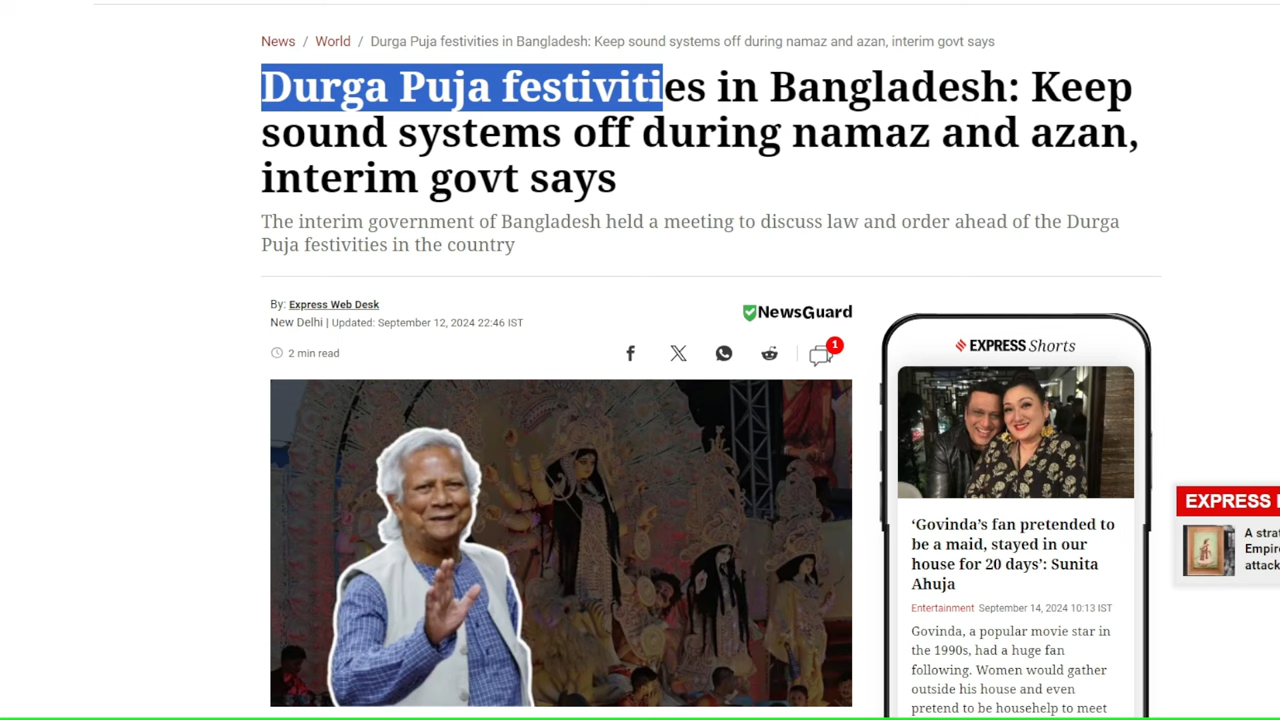 News / World / Durga Puja festivities in Bangladesh: Keep sound systems off during namaz and azan, interim govt says
Durga Puja festivities in Bangladesh: Keep
sound systems off during namaz and azan,
interim govt says
The interim government of Bangladesh held a meeting to discuss law and order ahead of the Durga
Puja festivities in the country
By: Express Web Desk
New Delhi | Updated: September 12, 2024 22:46 IST
NewsGuard
2 min read
1
EXPRESS Shorts
‘Govinda’s fan pretended to
be a maid, stayed in our
house for 20 days’: Sunita
Ahuja
Entertainment September 14, 2024 10:13 IST
Govinda, a popular movie star in
the 1990s, had a huge fan
following. Women would gather
outside his house and even
pretend to be househelp to meet
EXPRESS
A strat
Empire
attack